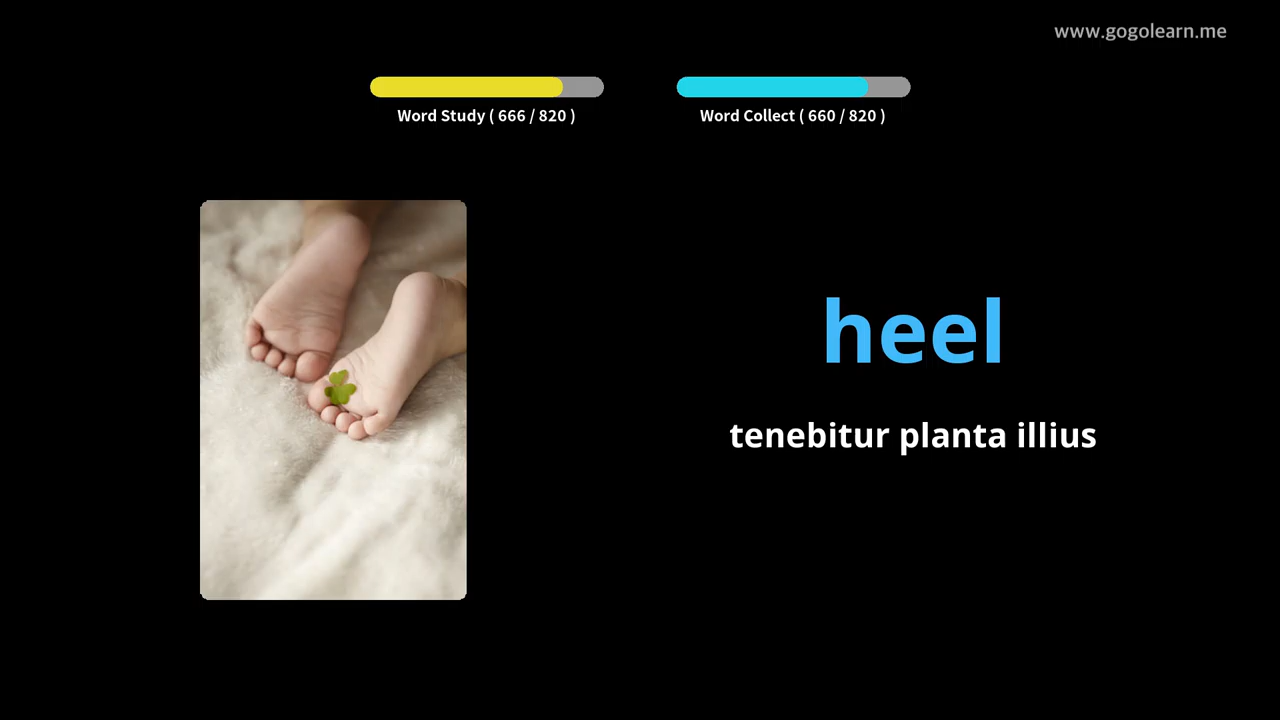 www.gogolearn.me
Word Study ( 666 / 820 )
Word Collect ( 660 / 820 )
heel
tenebitur planta illius